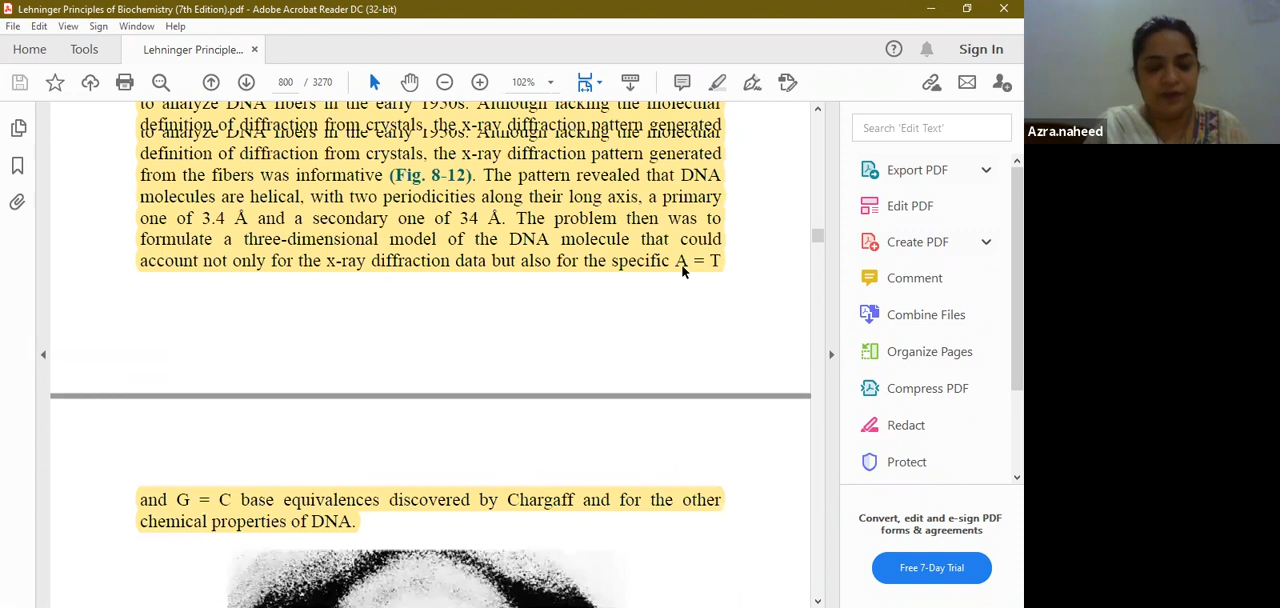 Lehninger Principles of Biochemistry (7th Edition).pdf - Adobe Acrobat Reader DC (32-bit)
File Edit View Sign Window Help
Home Tools Lehninger Principle... × Sign In
800 / 3270 102%
to analyze DNA fibers in the early 1950s. Although lacking the molecular
definition of diffraction from crystals, the x-ray diffraction pattern generated
to analyze DNA fibers in the early 1950s. Although lacking the molecular
definition of diffraction from crystals, the x-ray diffraction pattern generated
from the fibers was informative (Fig. 8-12). The pattern revealed that DNA
molecules are helical, with two periodicities along their long axis, a primary
one of 3.4 Å and a secondary one of 34 Å. The problem then was to
formulate a three-dimensional model of the DNA molecule that could
account not only for the x-ray diffraction data but also for the specific A = T
and G = C base equivalences discovered by Chargaff and for the other
chemical properties of DNA.
Search 'Edit Text'
Export PDF
Edit PDF
Create PDF
Comment
Combine Files
Organize Pages
Compress PDF
Redact
Protect
Convert, edit and e-sign PDF
forms & agreements
Free 7-Day Trial
Azra.naheed